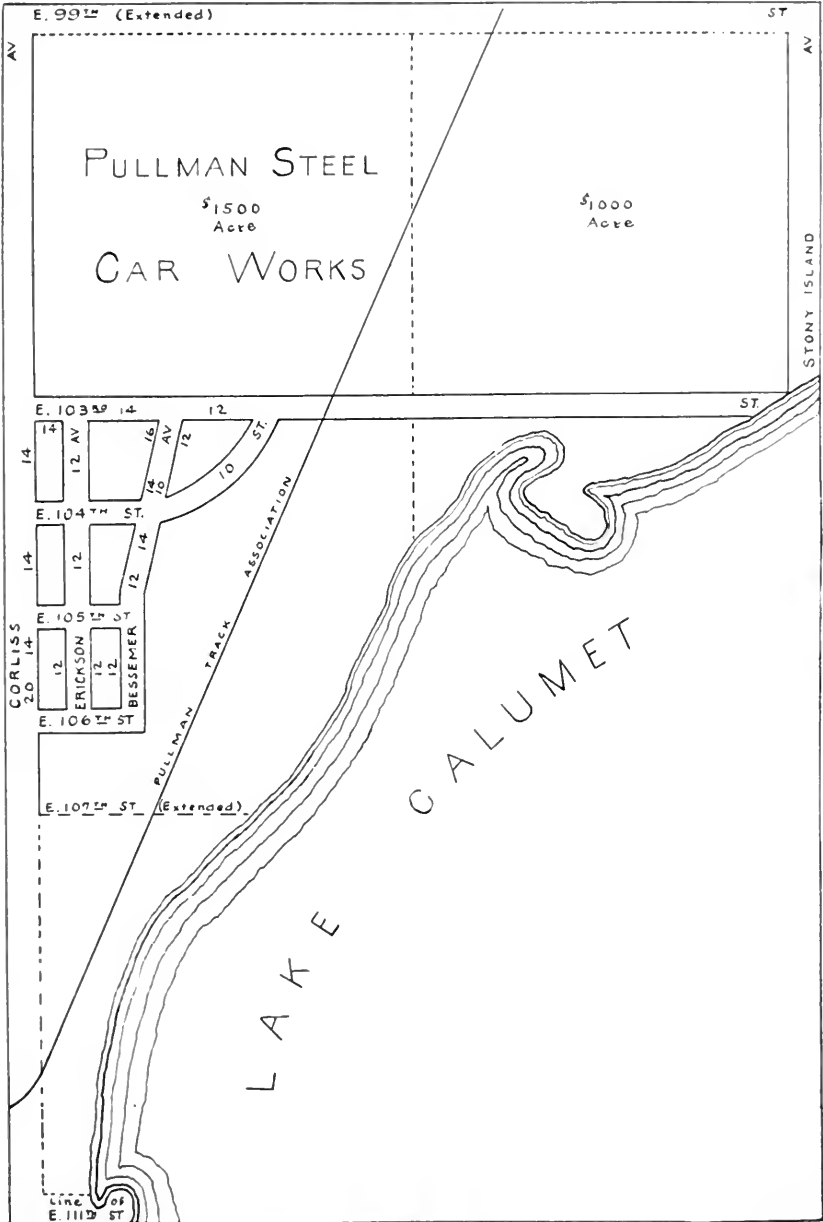 E. 99TH (Extended) ST
AV AV
PULLMAN STEEL
$1500
Acre
CAR WORKS
$1000
Acre
STONY ISLAND
E. 103RD 14 12 ST.
14 14 12 AV 16 AV 12 ST.
14 10 10
E. 104TH ST.
14 12 12 14
E. 105TH ST
CORLISS
20 14
12 ERICKSON 12 12 BESSEMER
E. 106TH ST
PULLMAN TRACK ASSOCIATION
E. 107TH ST (Extended)
LAKE CALUMET
Line of
E. 111TH ST